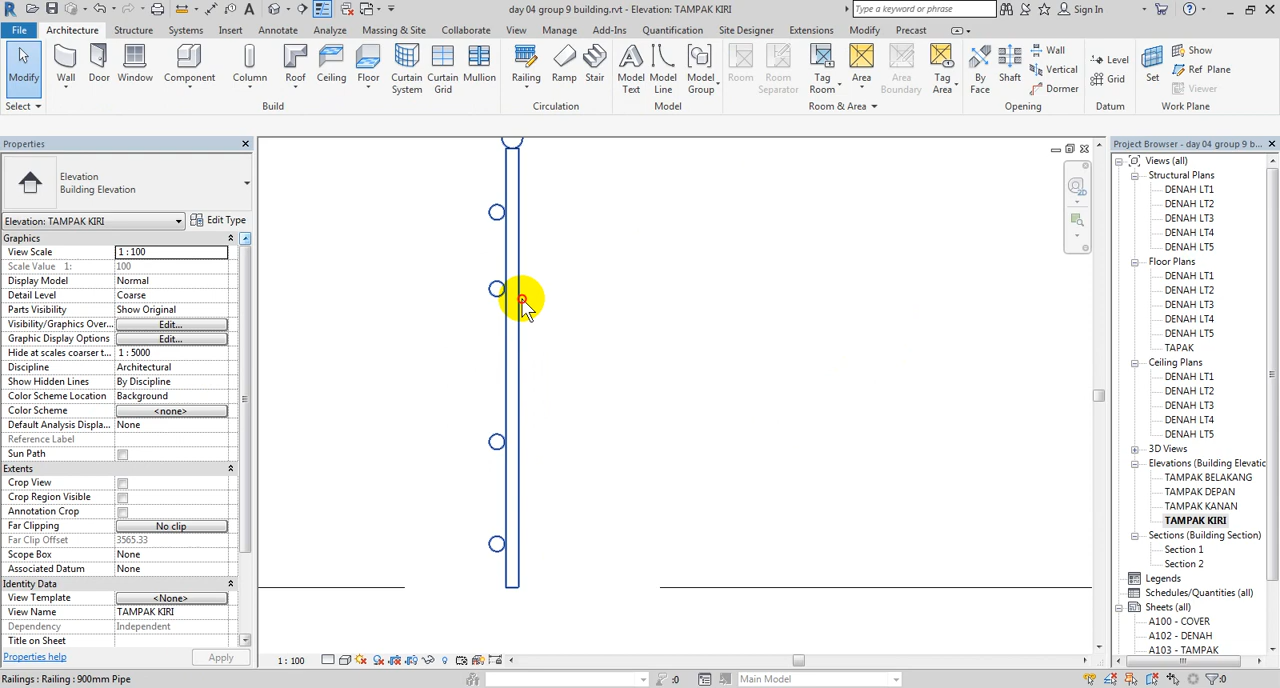 day 04 group 9 building.rvt - Elevation: TAMPAK KIRI
Type a keyword or phrase
Sign In
File Architecture Structure Systems Insert Annotate Analyze Massing & Site Collaborate View Manage Add-Ins Quantification Site Designer Extensions Modify Precast
Modify Wall Door Window Component Column Roof Ceiling Floor Curtain System Curtain Grid Mullion Railing Ramp Stair Model Text Model Line Model Group Room Room Separator Tag Room Area Area Boundary Tag Area By Face Shaft Wall Vertical Dormer Level Grid Set Show Ref Plane Viewer
Select Build Circulation Model Room & Area Opening Datum Work Plane
Properties
Elevation
Building Elevation
Elevation: TAMPAK KIRI Edit Type
Graphics
View Scale 1 : 100
Scale Value 1: 100
Display Model Normal
Detail Level Coarse
Parts Visibility Show Original
Visibility/Graphics Over... Edit...
Graphic Display Options Edit...
Hide at scales coarser t... 1 : 5000
Discipline Architectural
Show Hidden Lines By Discipline
Color Scheme Location Background
Color Scheme <none>
Default Analysis Displa... None
Reference Label
Sun Path
Extents
Crop View
Crop Region Visible
Annotation Crop
Far Clipping No clip
Far Clip Offset 3565.33
Scope Box None
Associated Datum None
Identity Data
View Template <None>
View Name TAMPAK KIRI
Dependency Independent
Title on Sheet
Properties help Apply
1 : 100
Railings : Railing : 900mm Pipe
:0 Main Model :0
Project Browser - day 04 group 9 b...
Views (all)
Structural Plans
DENAH LT1
DENAH LT2
DENAH LT3
DENAH LT4
DENAH LT5
Floor Plans
DENAH LT1
DENAH LT2
DENAH LT3
DENAH LT4
DENAH LT5
TAPAK
Ceiling Plans
DENAH LT1
DENAH LT2
DENAH LT3
DENAH LT4
DENAH LT5
3D Views
Elevations (Building Elevatic
TAMPAK BELAKANG
TAMPAK DEPAN
TAMPAK KANAN
TAMPAK KIRI
Sections (Building Section)
Section 1
Section 2
Legends
Schedules/Quantities (all)
Sheets (all)
A100 - COVER
A102 - DENAH
A103 - TAMPAK